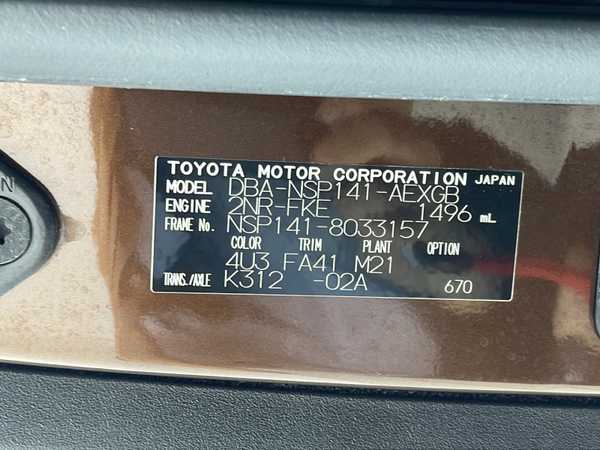 N
TOYOTA MOTOR CORPORATION JAPAN
MODEL DBA-NSP141-AEXGB
ENGINE 2NR-FKE 1496 mL
FRAME No. NSP141-8033157
COLOR TRIM PLANT OPTION
4U3 FA41 M21
TRANS./AXLE K312 -02A 670